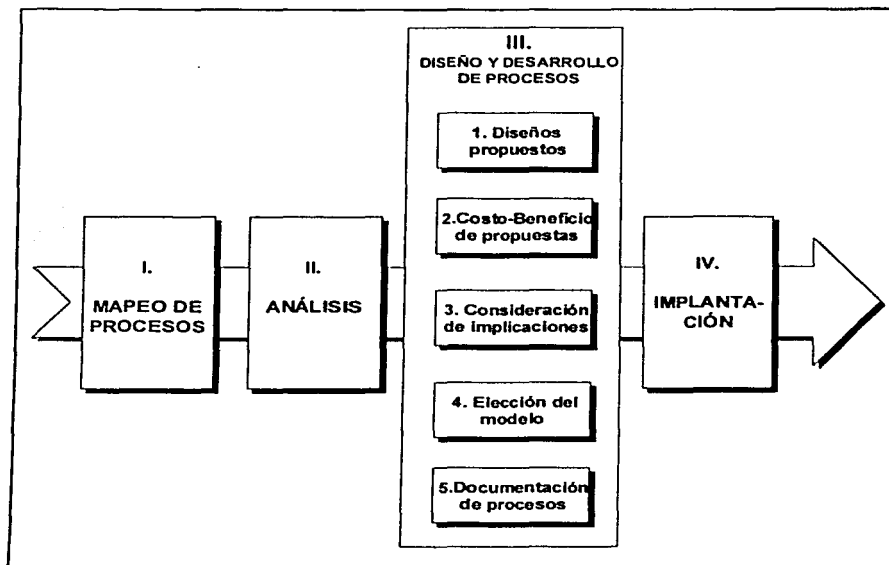 I.
MAPEO DE
PROCESOS
II.
ANÁLISIS
III.
DISEÑO Y DESARROLLO
DE PROCESOS
1. Diseños
propuestos
2.Costo-Beneficio
de propuestas
3. Consideración
de implicaciones
4. Elección del
modelo
5.Documentación
de procesos
IV.
IMPLANTA-
CIÓN